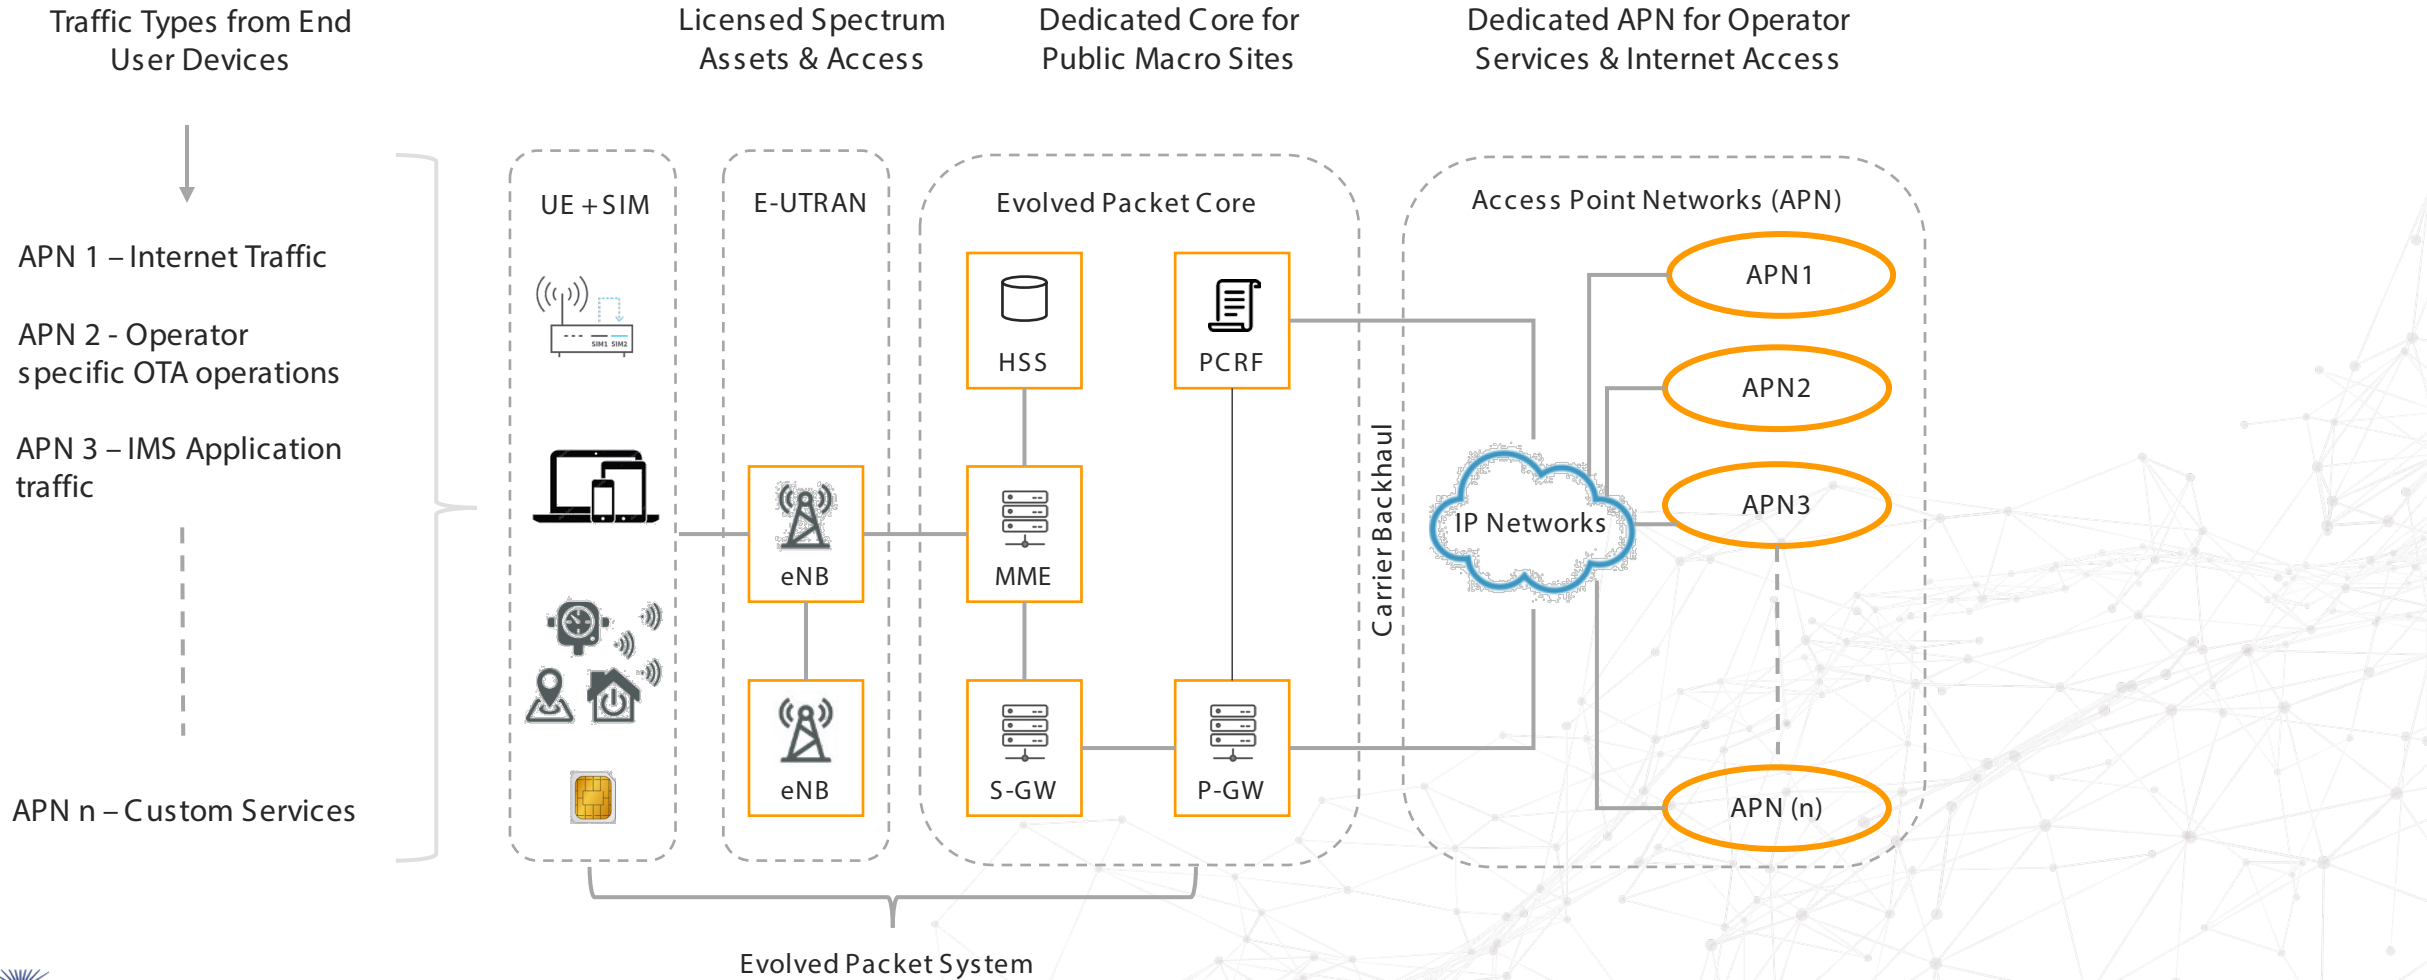 Traffic Types from End
User Devices
Licensed Spectrum
Assets & Access
Dedicated Core for
Public Macro Sites
Dedicated APN for Operator
Services & Internet Access
APN 1 – Internet Traffic
APN 2 - Operator
specific OTA operations
APN 3 – IMS Application
traffic
APN n – Custom Services
UE + SIM
SIM1 SIM2
E-UTRAN
eNB
eNB
Evolved Packet Core
HSS
PCRF
MME
S-GW
P-GW
Carrier Backhaul
Access Point Networks (APN)
IP Networks
APN1
APN2
APN3
APN (n)
Evolved Packet System